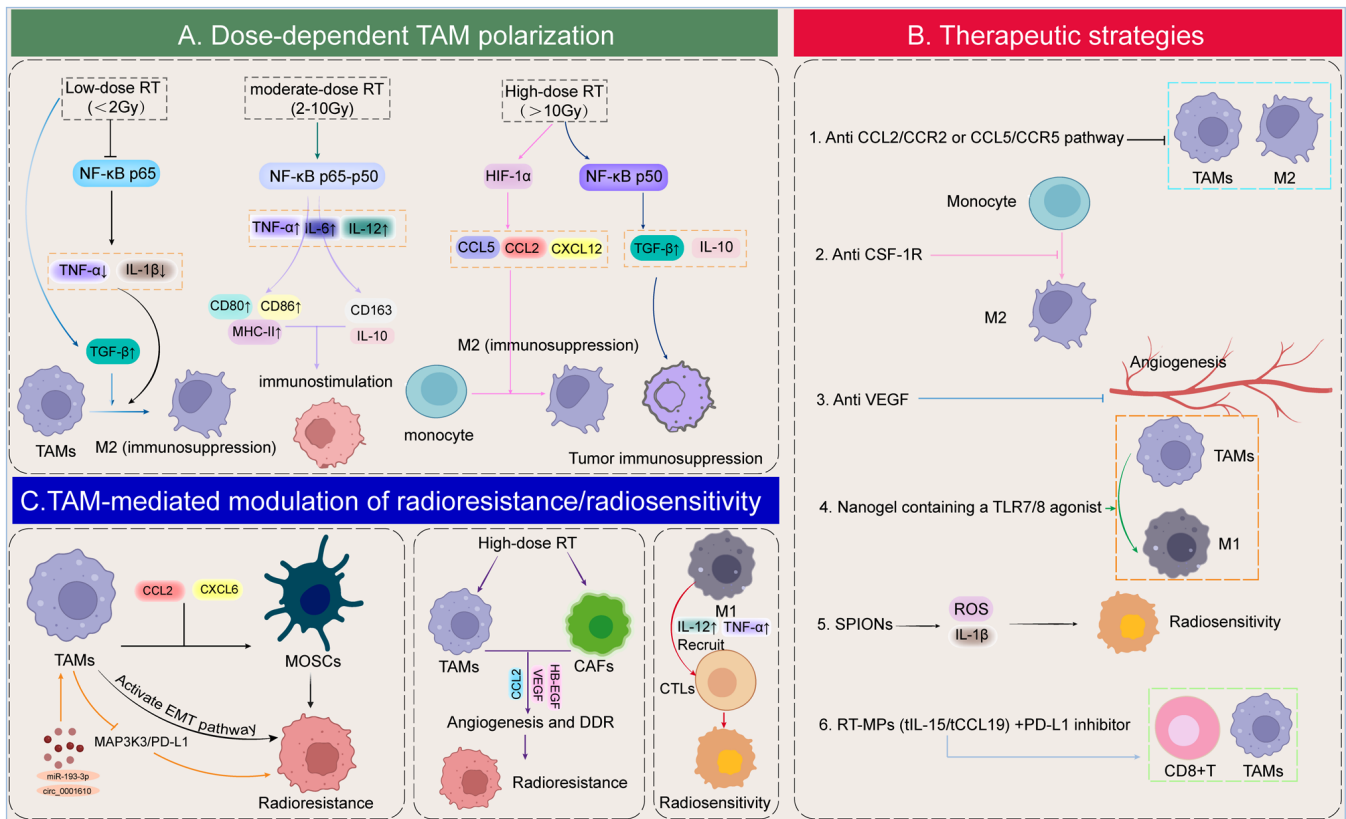 A. Dose-dependent TAM polarization
Low-dose RT
(＜2Gy)
moderate-dose RT
(2-10Gy)
High-dose RT
(＞10Gy)
NF-κB p65
NF-κB p65-p50
HIF-1α
NF-κB p50
TNF-α↑ IL-6↑ IL-12↑
CCL5 CCL2 CXCL12
TGF-β↑ IL-10
TNF-α↓ IL-1β↓
CD80↑ CD86↑
MHC-II↑
CD163
IL-10
TGF-β↑
immunostimulation
M2 (immunosuppression)
TAMs
M2 (immunosuppression)
monocyte
Tumor immunosuppression
B. Therapeutic strategies
1. Anti CCL2/CCR2 or CCL5/CCR5 pathway
TAMs
M2
Monocyte
2. Anti CSF-1R
M2
Angiogenesis
3. Anti VEGF
TAMs
4. Nanogel containing a TLR7/8 agonist
M1
5. SPIONs
ROS
IL-1β
Radiosensitivity
6. RT-MPs (tIL-15/tCCL19) +PD-L1 inhibitor
CD8+T
TAMs
C.TAM-mediated modulation of radioresistance/radiosensitivity
CCL2
CXCL6
TAMs
MOSCs
Activate EMT pathway
MAP3K3/PD-L1
miR-193-3p
circ_0001610
Radioresistance
High-dose RT
TAMs
CAFs
CCL2
VEGF
HB-EGF
Angiogenesis and DDR
Radioresistance
M1
IL-12↑ TNF-α↑
Recruit
CTLs
Radiosensitivity